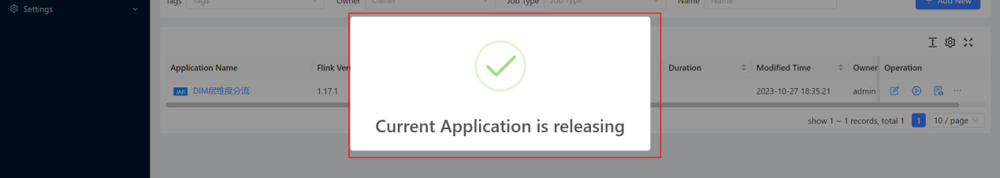 Settings
Tags Tags Owner Owner Job Type Job Type Name Name + Add New
Current Application is releasing
Application Name Flink Vers Duration Modified Time Owner Operation
JAR DIM层维度分流 1.17.1 2023-10-27 18:35:21 admin ...
show 1 ~ 1 records, total 1 1 10 / page